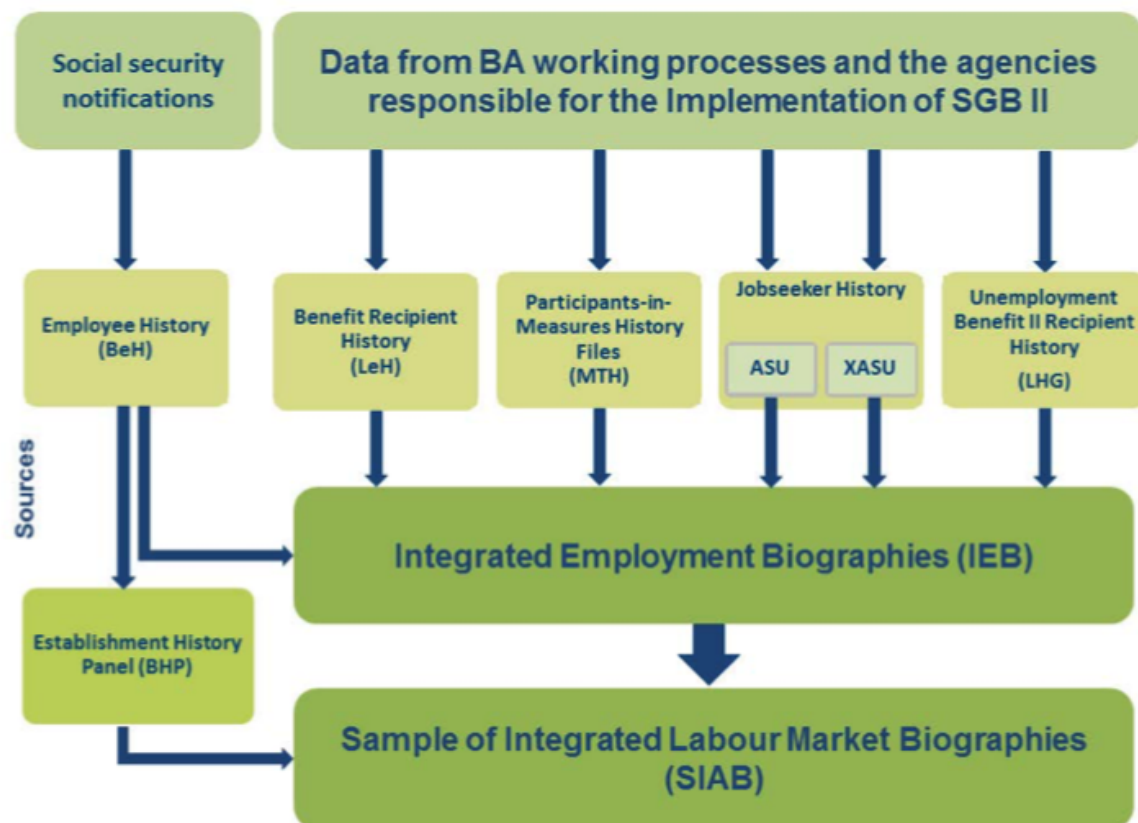 Social security
notifications
Data from BA working processes and the agencies
responsible for the Implementation of SGB II
Employee History
(BeH)
Benefit Recipient
History
(LeH)
Participants-in-
Measures History
Files
(MTH)
Jobseeker History
ASU
XASU
Unemployment
Benefit II Recipient
History
(LHG)
Sources
Integrated Employment Biographies (IEB)
Establishment History
Panel (BHP)
Sample of Integrated Labour Market Biographies
(SIAB)